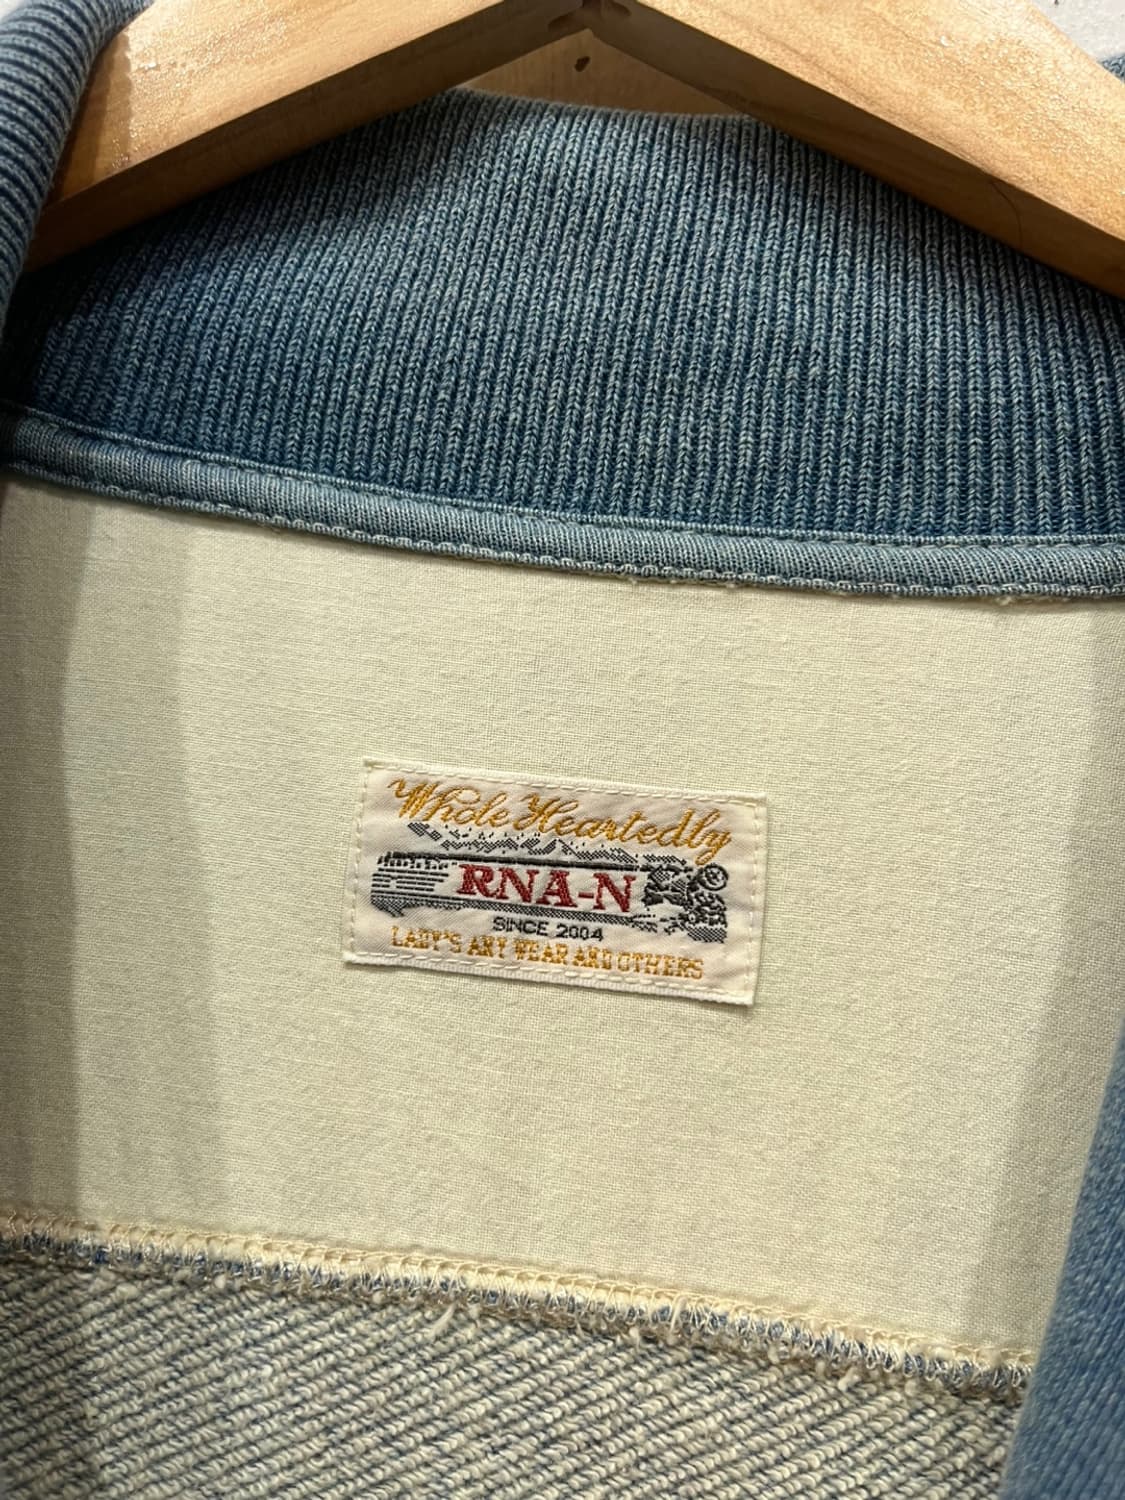 Whole Heartedly
RNA-N
SINCE 2004
LADY'S ANY WEAR AND OTHERS